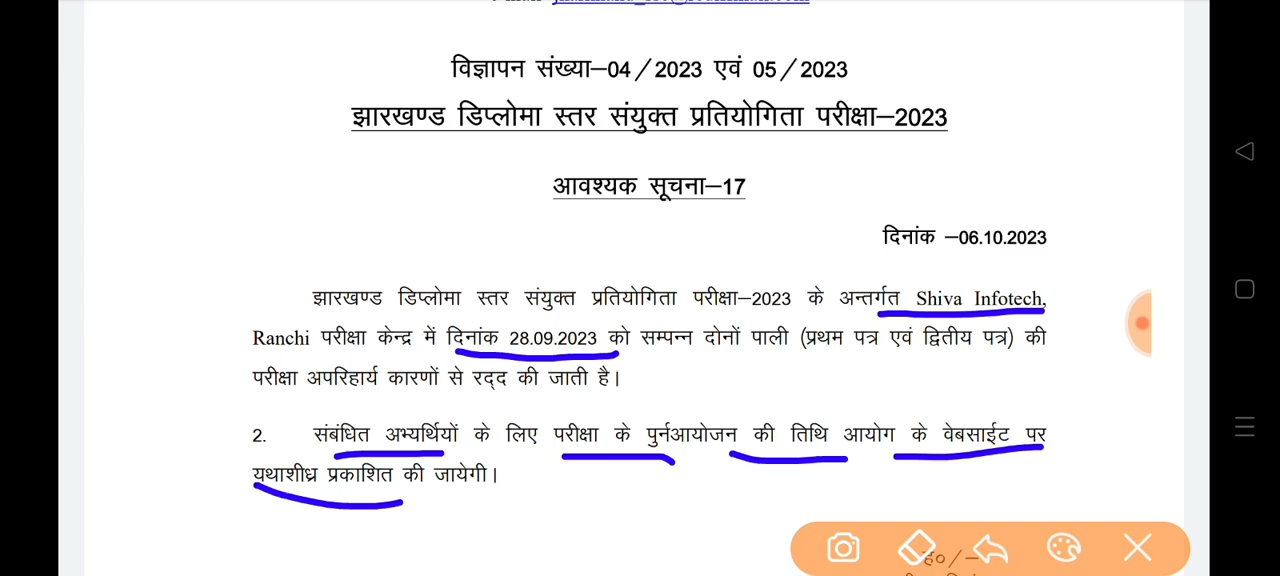 विज्ञापन संख्या–04/2023 एवं 05/2023
झारखण्ड डिप्लोमा स्तर संयुक्त प्रतियोगिता परीक्षा–2023
आवश्यक सूचना–17
दिनांक –06.10.2023
झारखण्ड डिप्लोमा स्तर संयुक्त प्रतियोगिता परीक्षा–2023 के अन्तर्गत Shiva Infotech,
Ranchi परीक्षा केन्द्र में दिनांक 28.09.2023 को सम्पन्न दोनों पाली (प्रथम पत्र एवं द्वितीय पत्र) की
परीक्षा अपरिहार्य कारणों से रद्द की जाती है।
2. संबंधित अभ्यर्थियों के लिए परीक्षा के पुर्नआयोजन की तिथि आयोग के वेबसाईट पर
यथाशीध्र प्रकाशित की जायेगी।
ह०/–